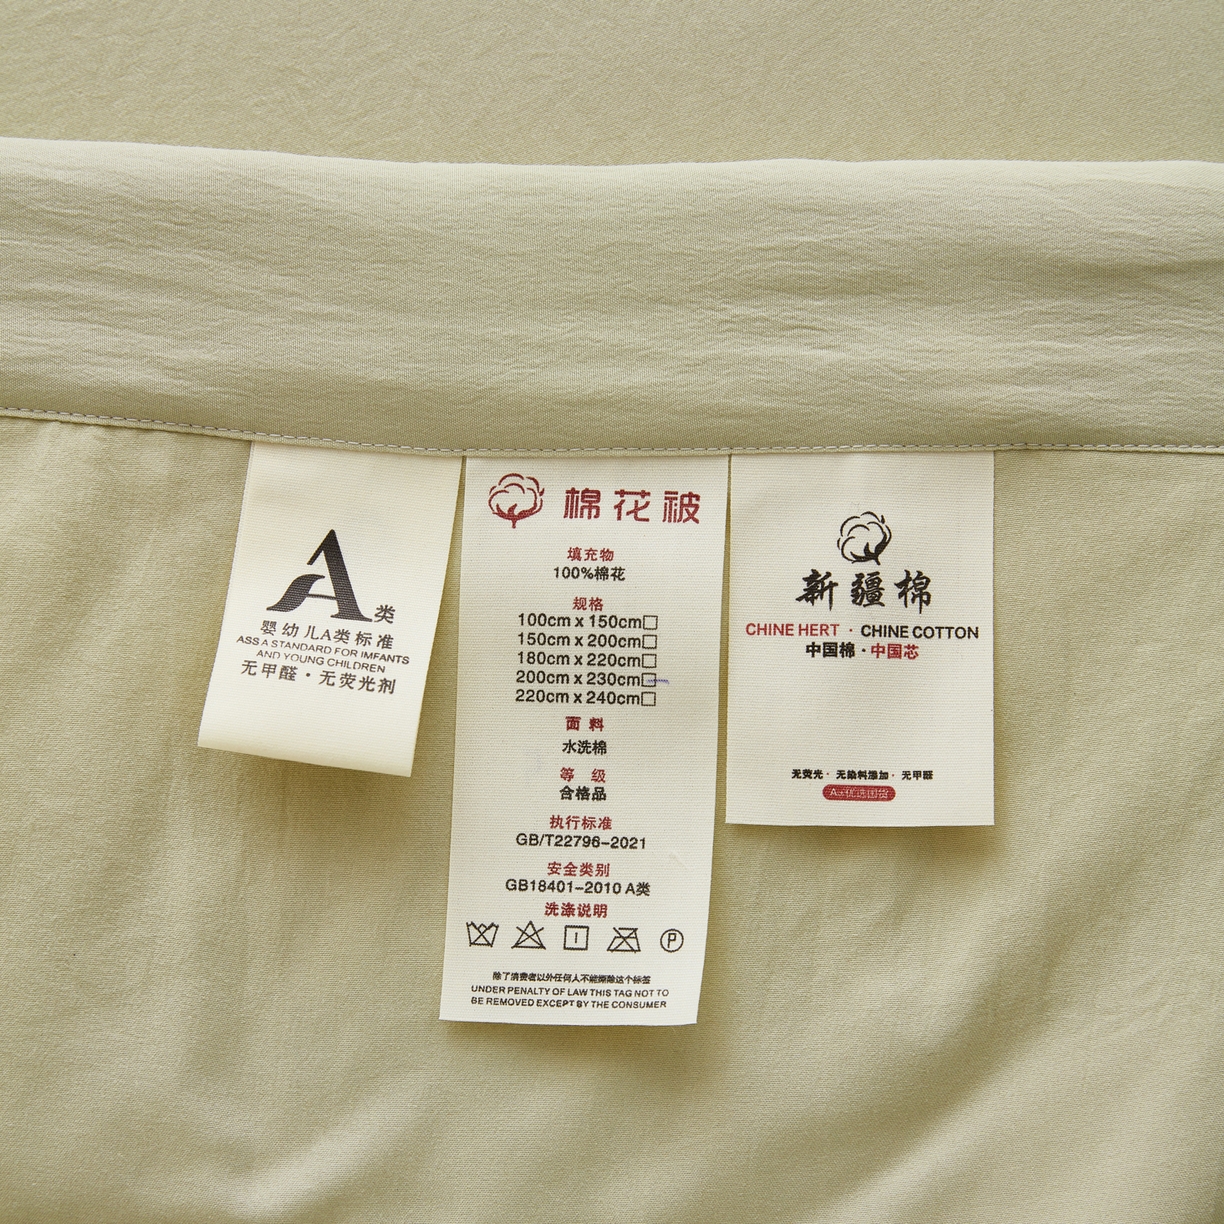 A类
婴幼儿A类标准
ASS A STANDARD FOR IMFANTS
AND YOUNG CHILDREN
无甲醛·无荧光剂
棉花被
填充物
100%棉花
规格
100cm x 150cm□
150cm x 200cm□
180cm x 220cm□
200cm x 230cm□
220cm x 240cm□
面 料
水洗棉
等 级
合格品
执行标准
GB/T22796-2021
安全类别
GB18401-2010 A类
洗涤说明
P
除了消费者以外任何人不能撕除这个标签
UNDER PENALTY OF LAW THIS TAG NOT TO
BE REMOVED EXCEPT BY THE CONSUMER
新疆棉
CHINE HERT · CHINE COTTON
中国棉·中国芯
无荧光· 无染料添加· 无甲醛
A+优选国货